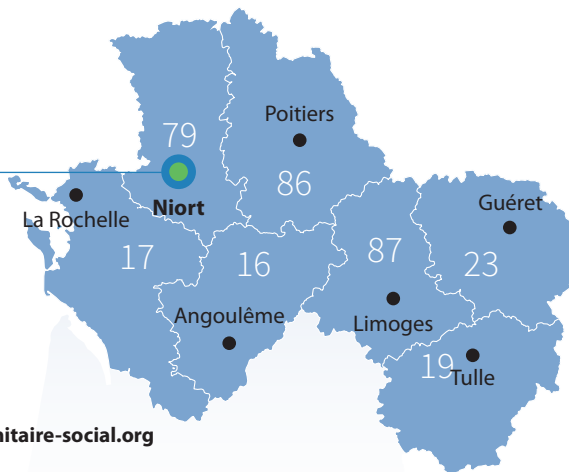 Poitiers
79
86
Guéret
La Rochelle
Niort
17
16
87
23
Angoulême
Limoges
19
Tulle
nitaire-social.org